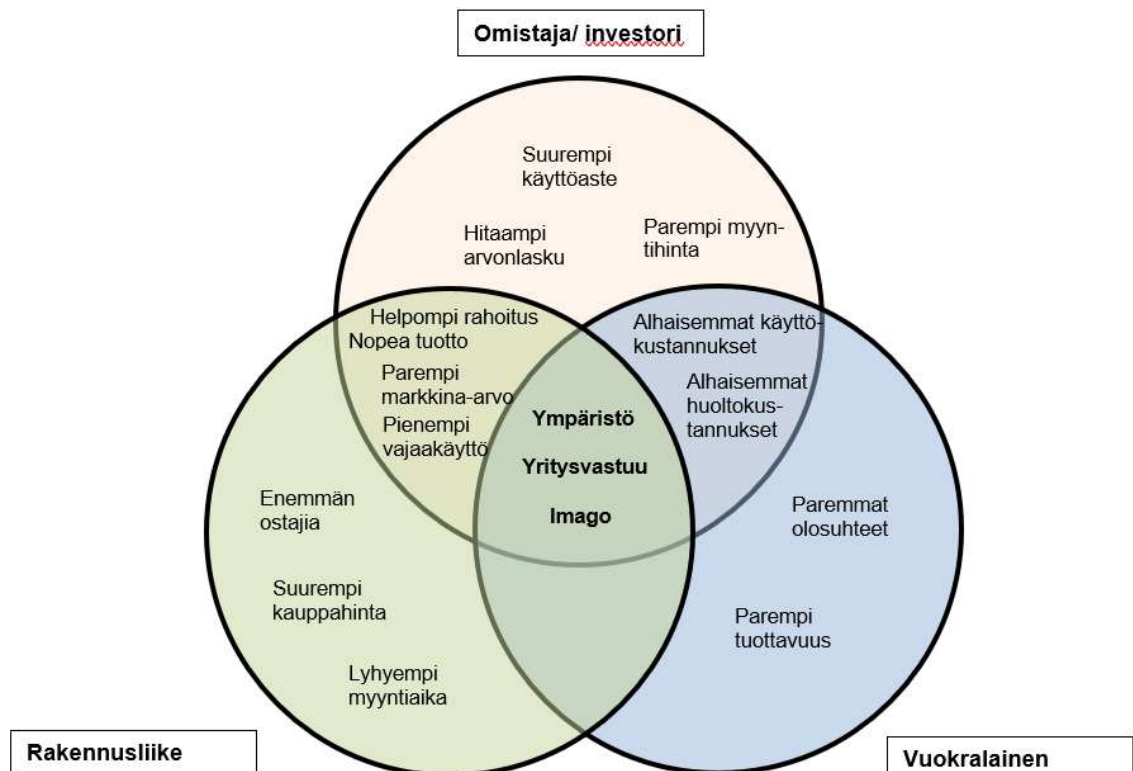 Omistaja/ investori
Suurempi
käyttöaste
Hitaampi
arvonlasku
Parempi myyn-
tihinta
Helpompi rahoitus
Nopea tuotto
Parempi
markkina-arvo
Pienempi
vajaakäyttö
Alhaisemmat käyttö-
kustannukset
Alhaisemmat
huoltokus-
tannukset
Ympäristö
Yritysvastuu
Imago
Enemmän
ostajia
Suurempi
kauppahinta
Lyhyempi
myyntiaika
Paremmat
olosuhteet
Parempi
tuottavuus
Rakennusliike
Vuokralainen